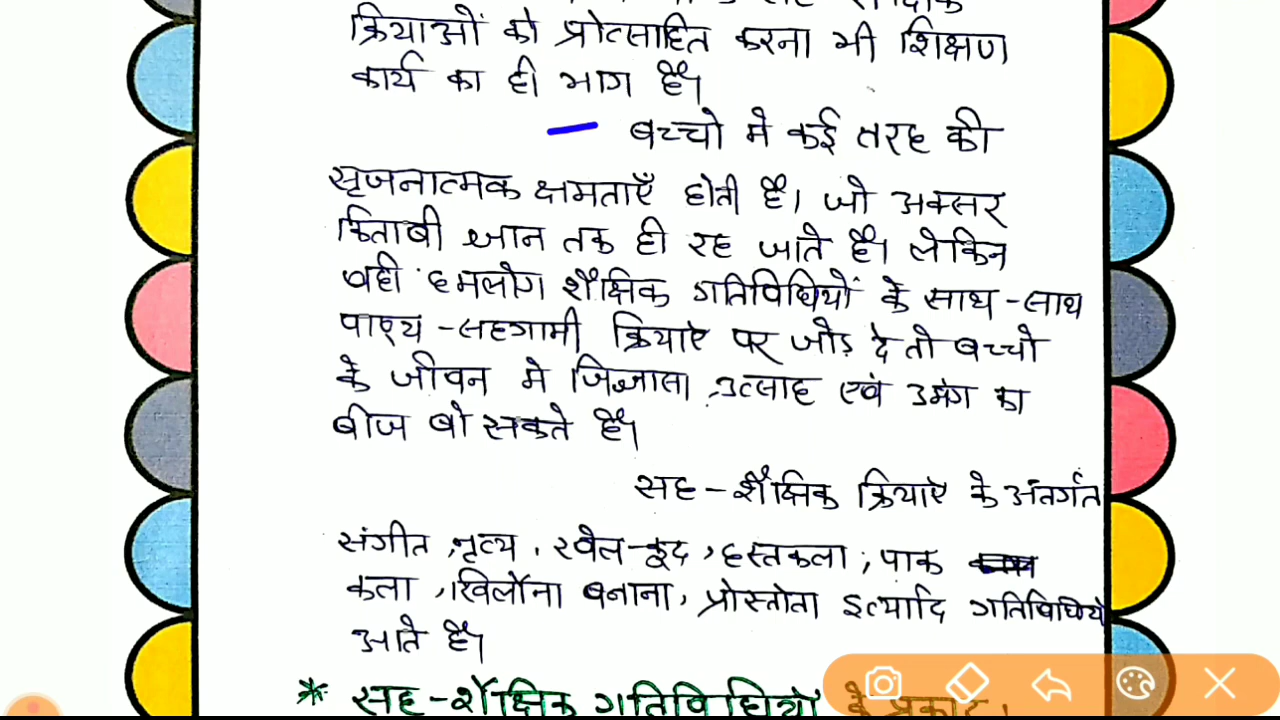 क्रियाओं को प्रोत्साहित करना भी शिक्षण
कार्य का ही भाग है।
बच्चो मे कई तरह की
सृजनात्मक क्षमताएँ होती है। जो अक्सर
किताबी ज्ञान तक ही रह जाते है। लेकिन
वही हमलोग शैक्षिक गतिविधियों के साथ-साथ
पाठ्य-सहगामी क्रियाऐ पर जोड़ दे तो बच्चो
के जीवन मे जिज्ञासा, उत्साह एवं उमंग का
बीज बो सकते है।
सह-शैक्षिक क्रियाऐ के अंतर्गत
संगीत, नृत्य, खेल-कूद, हस्तकला, पाक
कला, खिलौना बनाना, इत्यादि गतिविधियो
आते है।
* सह-शैक्षिक गतिविधियों के प्रकार।